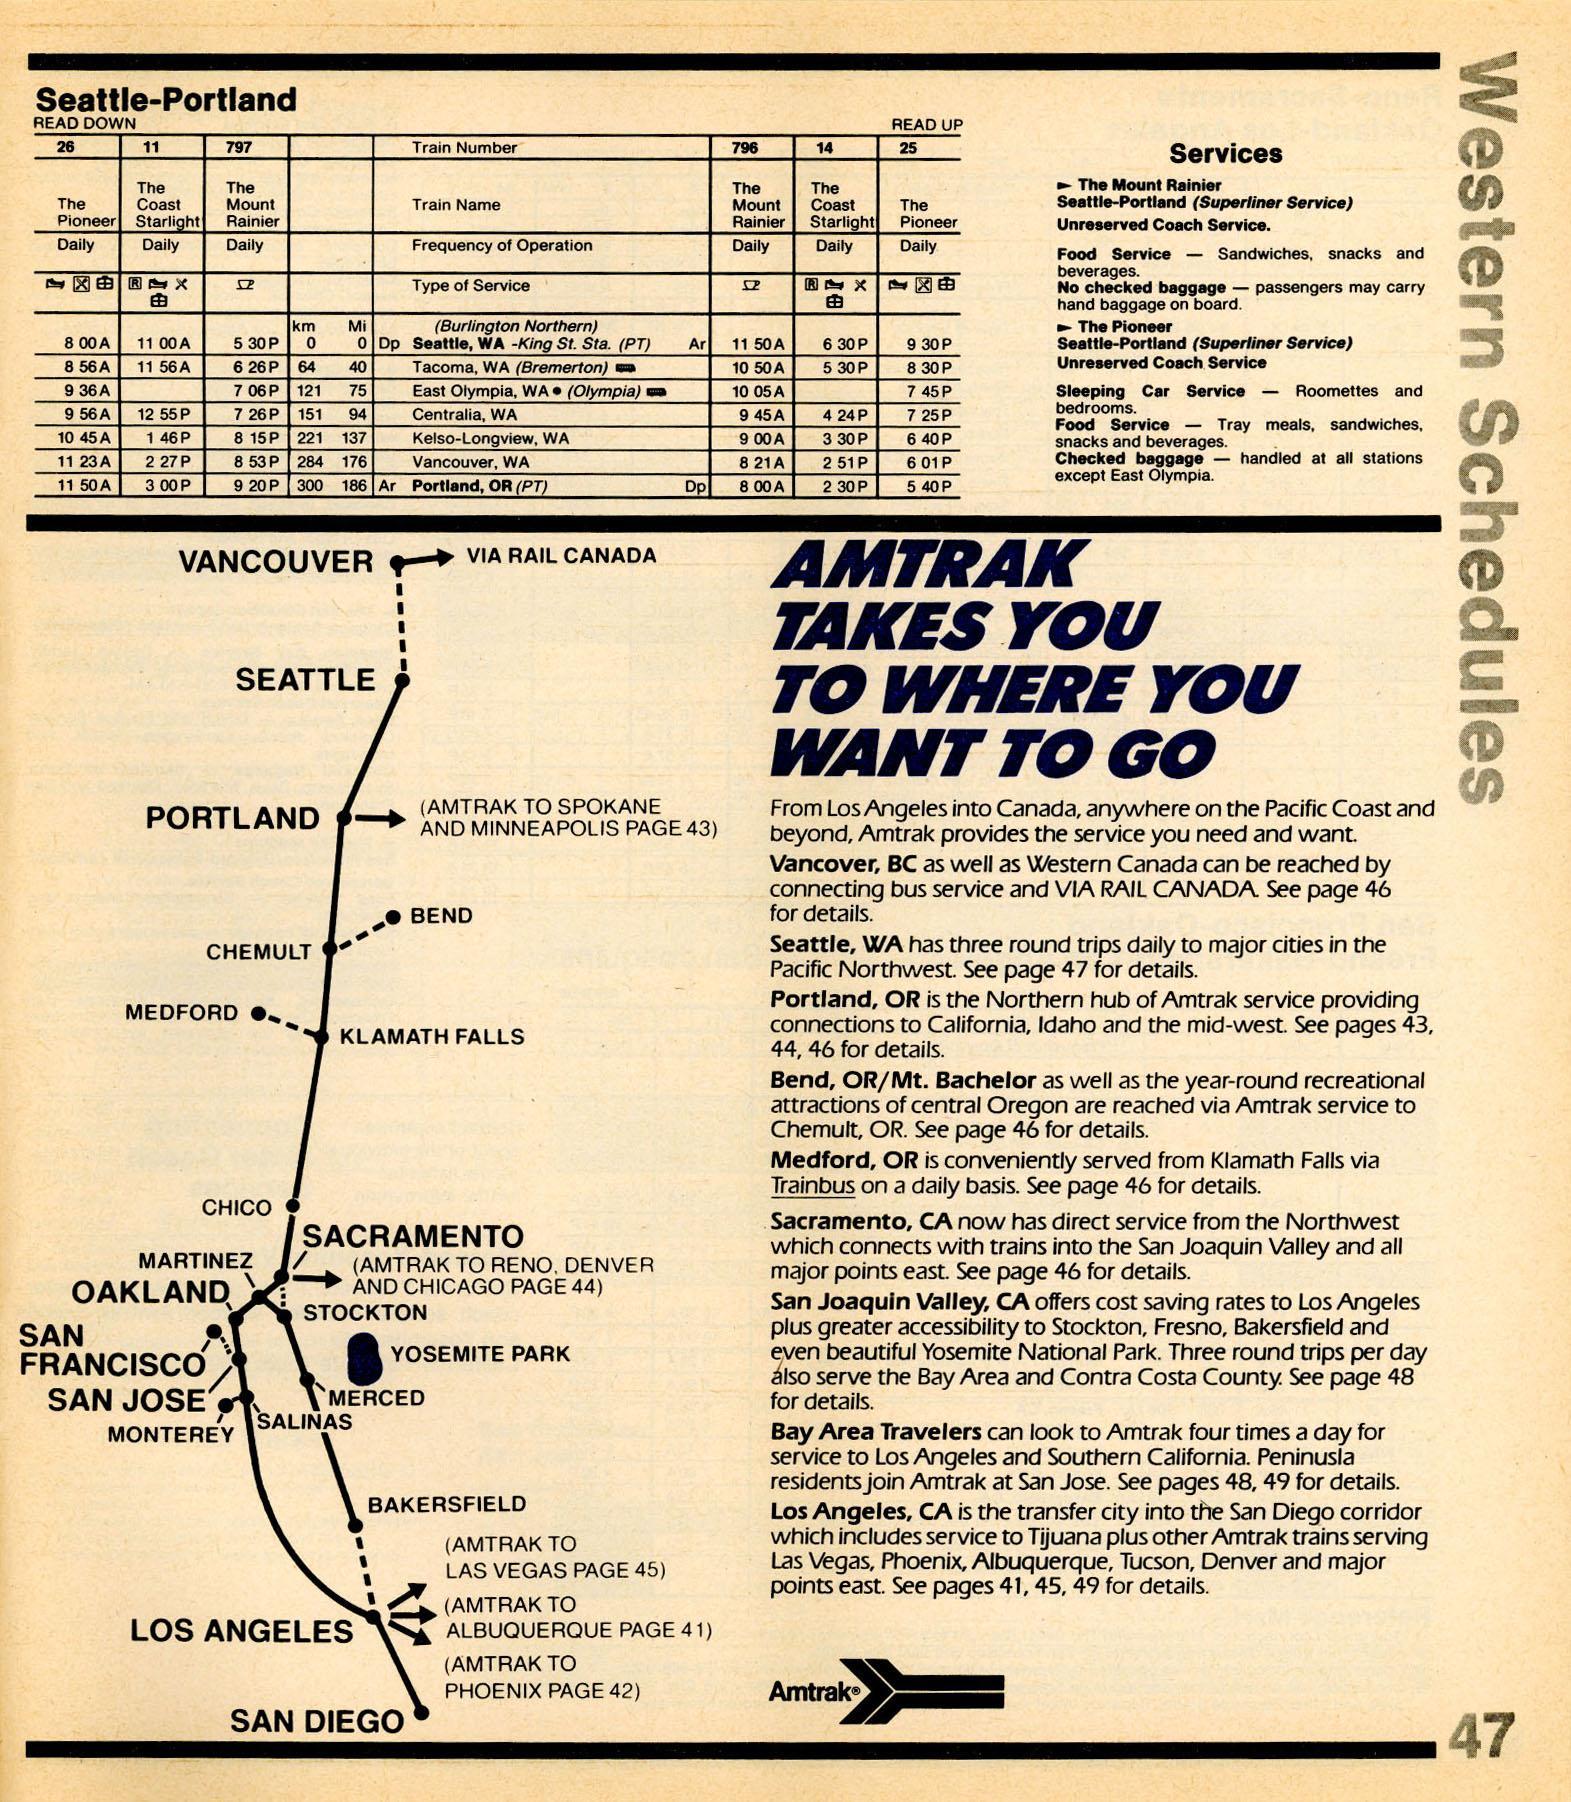 Western Schedules
Seattle-Portland
READ DOWN READ UP
26 11 797 Train Number 796 14 25
The Pioneer The Coast Starlight The Mount Rainier Train Name The Mount Rainier The Coast Starlight The Pioneer
Daily Daily Daily Frequency of Operation Daily Daily Daily
R Type of Service R
km Mi (Burlington Northern)
8 00A 11 00A 5 30P 0 0 Dp Seattle, WA -King St. Sta. (PT) Ar 11 50A 6 30P 9 30P
8 56A 11 56A 6 26P 64 40 Tacoma, WA (Bremerton) 10 50A 5 30P 8 30P
9 36A 7 06P 121 75 East Olympia, WA • (Olympia) 10 05A 7 45P
9 56A 12 55P 7 26P 151 94 Centralia, WA 9 45A 4 24P 7 25P
10 45A 1 46P 8 15P 221 137 Kelso-Longview, WA 9 00A 3 30P 6 40P
11 23A 2 27P 8 53P 284 176 Vancouver, WA 8 21A 2 51P 6 01P
11 50A 3 00P 9 20P 300 186 Ar Portland, OR (PT) Dp 8 00A 2 30P 5 40P
Services
► The Mount Rainier
Seattle-Portland (Superliner Service)
Unreserved Coach Service.
Food Service — Sandwiches, snacks and
beverages.
No checked baggage — passengers may carry
hand baggage on board.
► The Pioneer
Seattle-Portland (Superliner Service)
Unreserved Coach Service
Sleeping Car Service — Roomettes and
bedrooms.
Food Service — Tray meals, sandwiches,
snacks and beverages.
Checked baggage — handled at all stations
except East Olympia.
VANCOUVER VIA RAIL CANADA
SEATTLE
PORTLAND (AMTRAK TO SPOKANE
AND MINNEAPOLIS PAGE 43)
BEND
CHEMULT
MEDFORD
KLAMATH FALLS
CHICO
SACRAMENTO
MARTINEZ (AMTRAK TO RENO, DENVER
AND CHICAGO PAGE 44)
OAKLAND
STOCKTON
SAN
FRANCISCO
YOSEMITE PARK
SAN JOSE
MERCED
SALINAS
MONTEREY
BAKERSFIELD
(AMTRAK TO
LAS VEGAS PAGE 45)
(AMTRAK TO
ALBUQUERQUE PAGE 41)
LOS ANGELES
(AMTRAK TO
PHOENIX PAGE 42)
SAN DIEGO
AMTRAK
TAKES YOU
TO WHERE YOU
WANT TO GO
From Los Angeles into Canada, anywhere on the Pacific Coast and
beyond, Amtrak provides the service you need and want.
Vancover, BC as well as Western Canada can be reached by
connecting bus service and VIA RAIL CANADA. See page 46
for details.
Seattle, WA has three round trips daily to major cities in the
Pacific Northwest. See page 47 for details.
Portland, OR is the Northern hub of Amtrak service providing
connections to California, Idaho and the mid-west. See pages 43,
44, 46 for details.
Bend, OR/Mt. Bachelor as well as the year-round recreational
attractions of central Oregon are reached via Amtrak service to
Chemult, OR. See page 46 for details.
Medford, OR is conveniently served from Klamath Falls via
Trainbus on a daily basis. See page 46 for details.
Sacramento, CA now has direct service from the Northwest
which connects with trains into the San Joaquin Valley and all
major points east. See page 46 for details.
San Joaquin Valley, CA offers cost saving rates to Los Angeles
plus greater accessibility to Stockton, Fresno, Bakersfield and
even beautiful Yosemite National Park. Three round trips per day
also serve the Bay Area and Contra Costa County. See page 48
for details.
Bay Area Travelers can look to Amtrak four times a day for
service to Los Angeles and Southern California. Peninusla
residents join Amtrak at San Jose. See pages 48, 49 for details.
Los Angeles, CA is the transfer city into the San Diego corridor
which includes service to Tijuana plus other Amtrak trains serving
Las Vegas, Phoenix, Albuquerque, Tucson, Denver and major
points east. See pages 41, 45, 49 for details.
Amtrak®
47